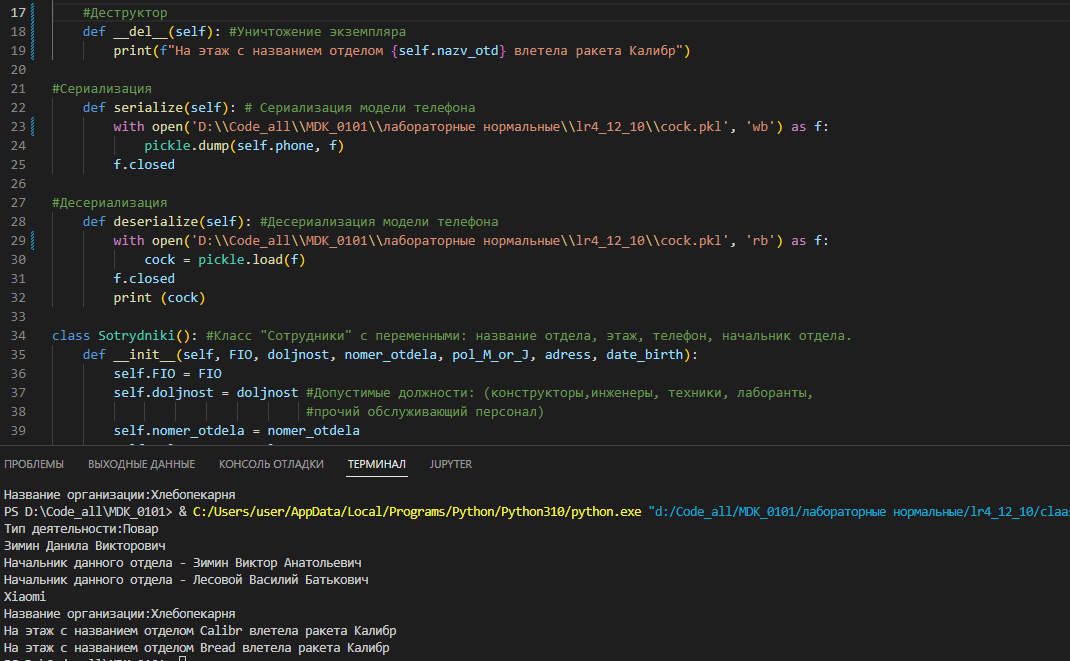 17 #Деструктор
18 def __del__(self): #Уничтожение экземпляра
19 print(f"На этаж с названием отделом {self.nazv_otd} влетела ракета Калибр")
20
21 #Сериализация
22 def serialize(self): # Сериализация модели телефона
23 with open('D:\\Code_all\\MDK_0101\\лабораторные нормальные\\lr4_12_10\\cock.pkl', 'wb') as f:
24 pickle.dump(self.phone, f)
25 f.closed
26
27 #Десериализация
28 def deserialize(self): #Десериализация модели телефона
29 with open('D:\\Code_all\\MDK_0101\\лабораторные нормальные\\lr4_12_10\\cock.pkl', 'rb') as f:
30 cock = pickle.load(f)
31 f.closed
32 print (cock)
33
34 class Sotrydniki(): #Класс "Сотрудники" с переменными: название отдела, этаж, телефон, начальник отдела.
35 def __init__(self, FIO, doljnost, nomer_otdela, pol_M_or_J, adress, date_birth):
36 self.FIO = FIO
37 self.doljnost = doljnost #Допустимые должности: (конструкторы,инженеры, техники, лаборанты,
38 #прочий обслуживающий персонал)
39 self.nomer_otdela = nomer_otdela
ПРОБЛЕМЫ ВЫХОДНЫЕ ДАННЫЕ КОНСОЛЬ ОТЛАДКИ ТЕРМИНАЛ JUPYTER
Название организации:Хлебопекарня
PS D:\Code_all\MDK_0101> & C:/Users/user/AppData/Local/Programs/Python/Python310/python.exe "d:/Code_all/MDK_0101/лабораторные нормальные/lr4_12_10/claa
Тип деятельности:Повар
Зимин Данила Викторович
Начальник данного отдела - Зимин Виктор Анатольевич
Начальник данного отдела - Лесовой Василий Батькович
Xiaomi
Название организации:Хлебопекарня
На этаж с названием отделом Calibr влетела ракета Калибр
На этаж с названием отделом Bread влетела ракета Калибр